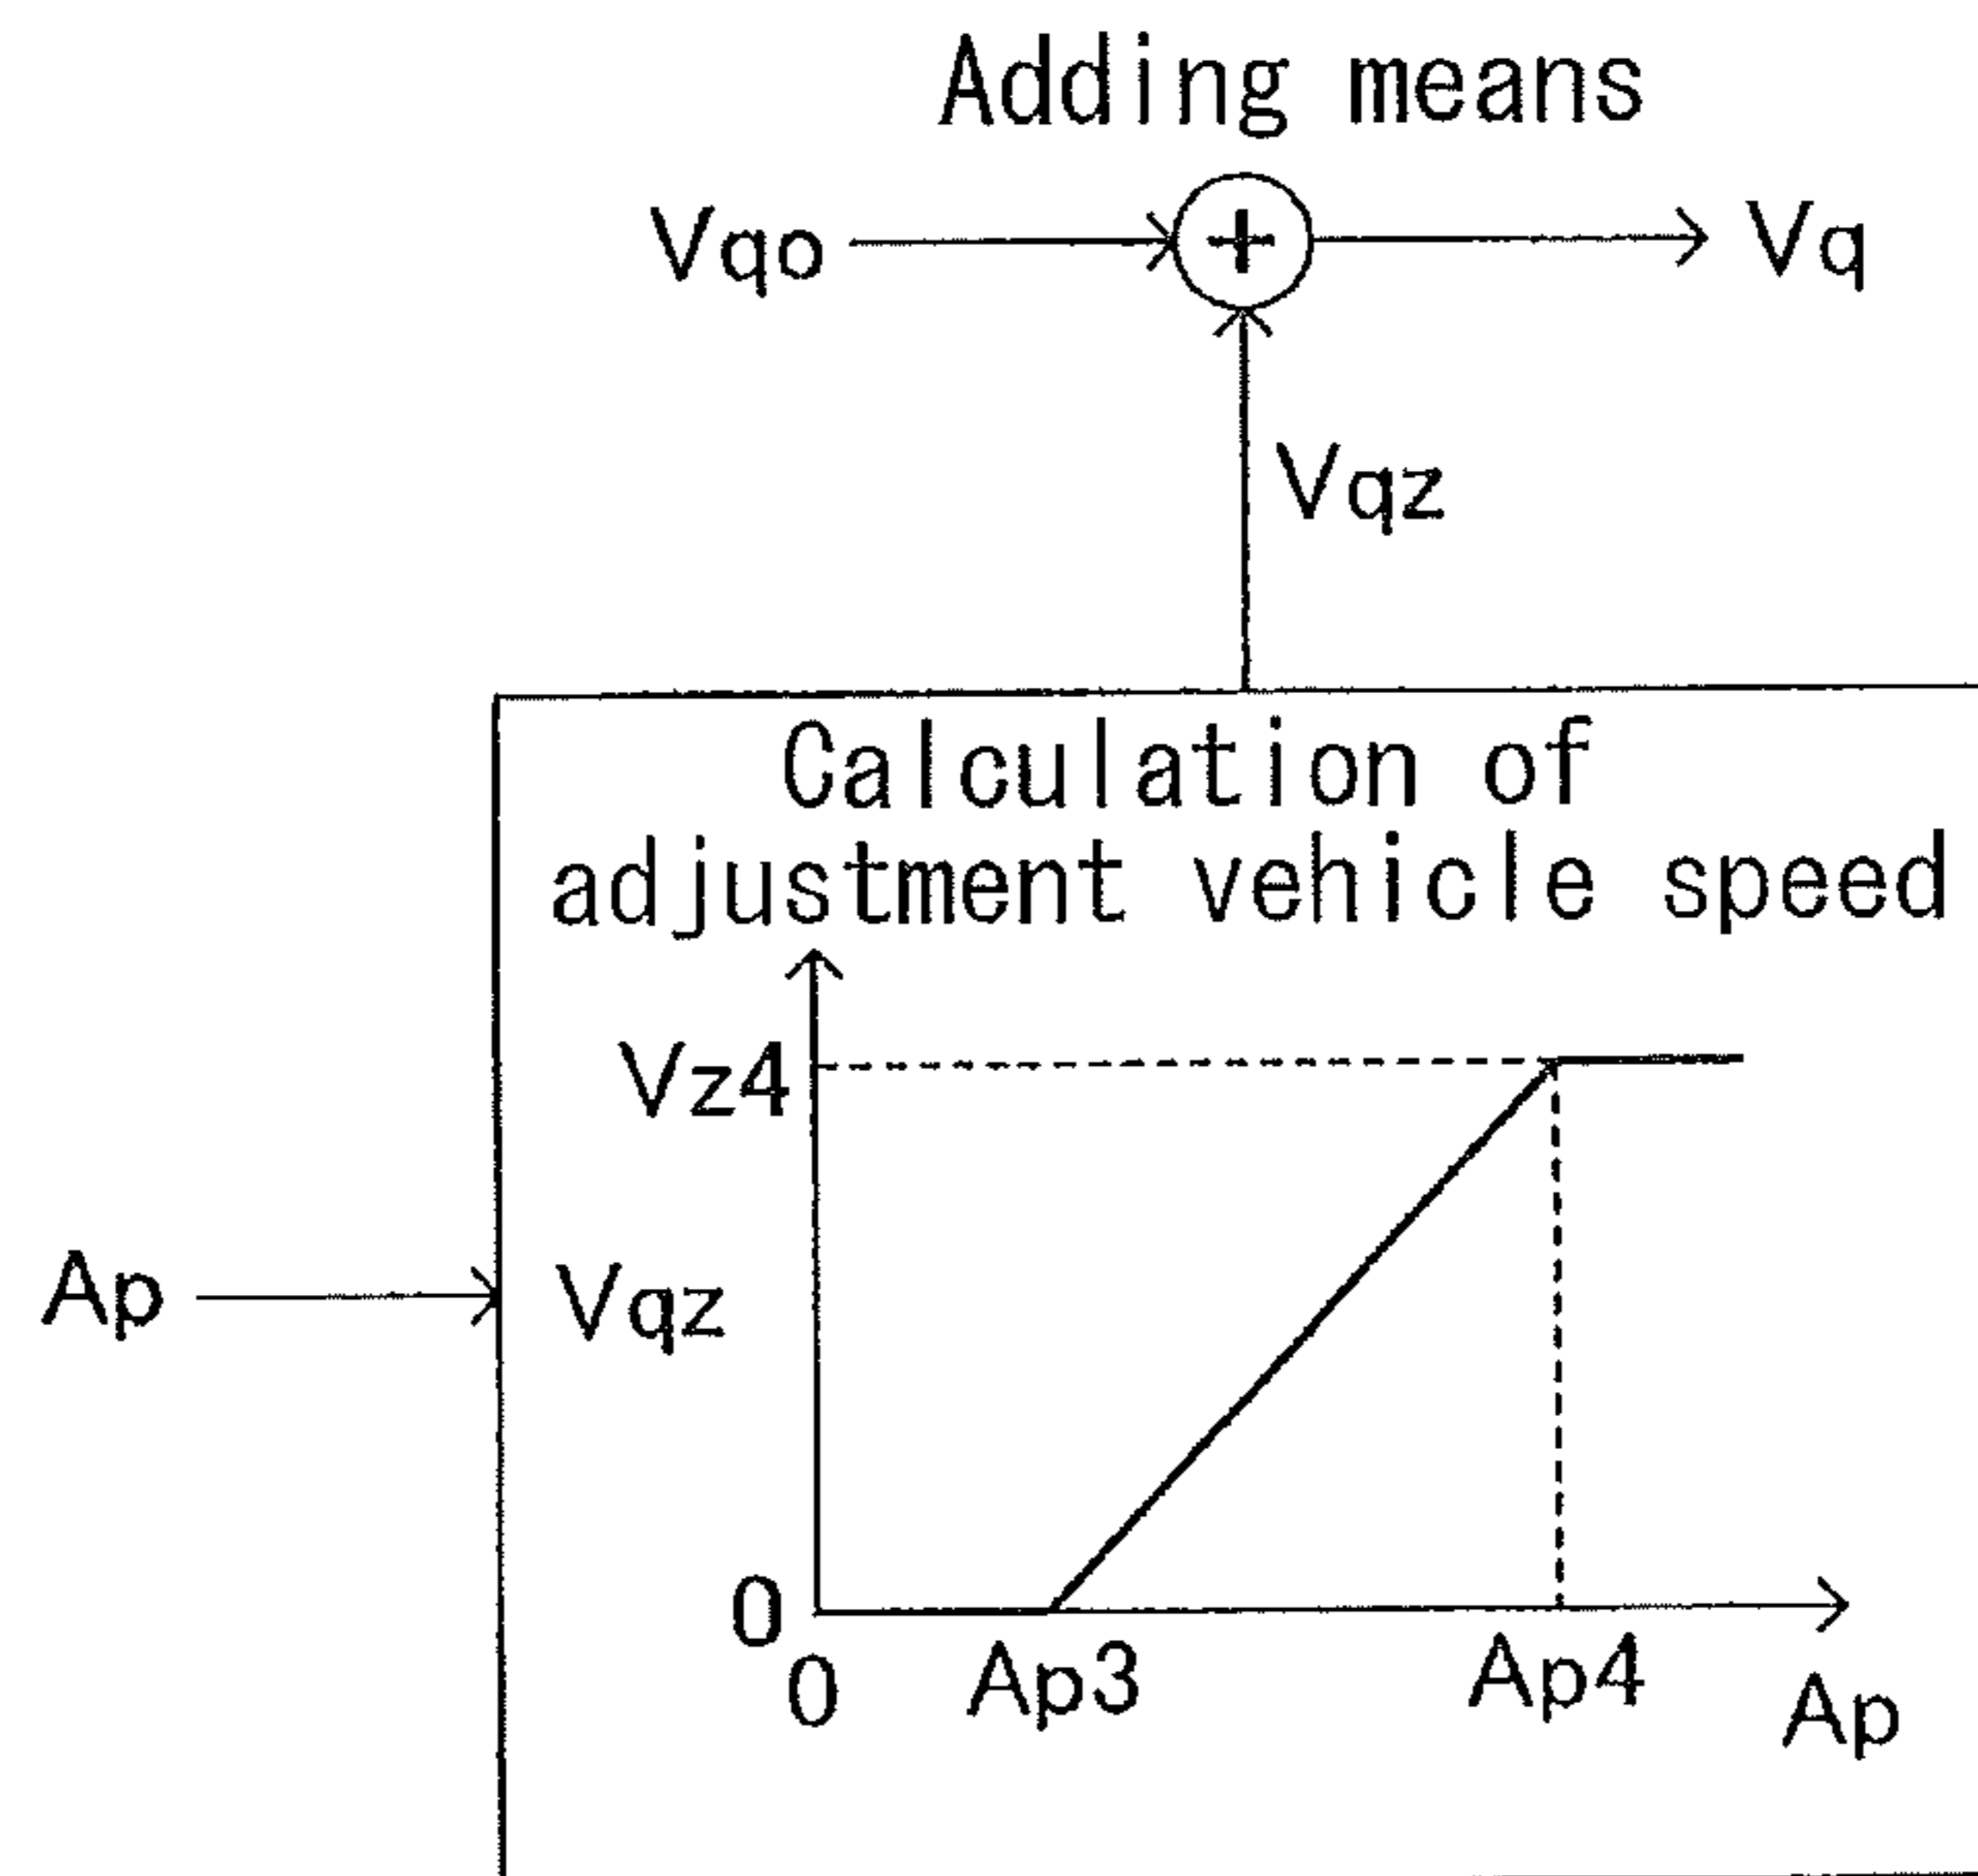 Adding means
Vqo
Vq
Vqz
Calculation of
adjustment vehicle speed
Vz4
Ap
Vqz
0
0
Ap3
Ap4
Ap